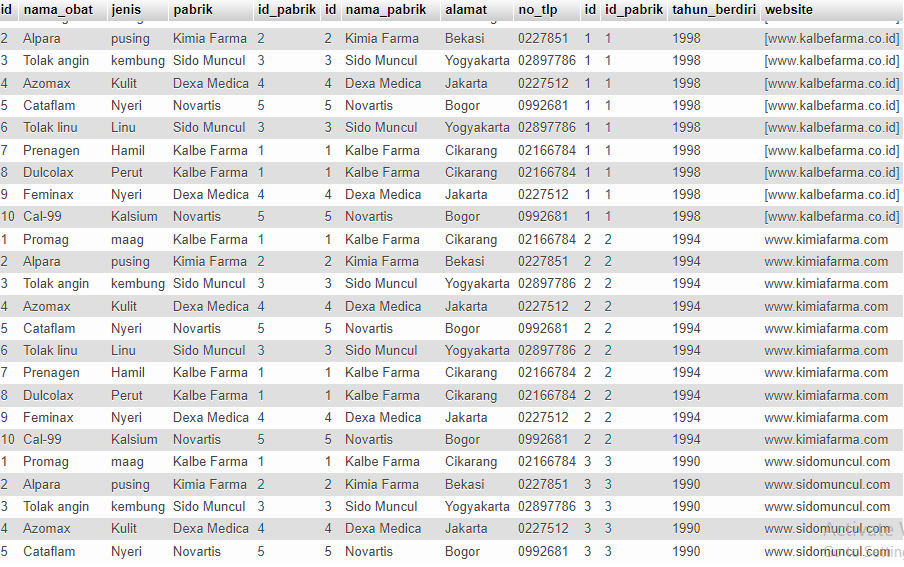 id nama_obat jenis pabrik id_pabrik id nama_pabrik alamat no_tlp id id_pabrik tahun_berdiri website
2 Alpara pusing Kimia Farma 2 2 Kimia Farma Bekasi 0227851 1 1 1998 [www.kalbefarma.co.id]
3 Tolak angin kembung Sido Muncul 3 3 Sido Muncul Yogyakarta 02897786 1 1 1998 [www.kalbefarma.co.id]
4 Azomax Kulit Dexa Medica 4 4 Dexa Medica Jakarta 0227512 1 1 1998 [www.kalbefarma.co.id]
5 Cataflam Nyeri Novartis 5 5 Novartis Bogor 0992681 1 1 1998 [www.kalbefarma.co.id]
6 Tolak linu Linu Sido Muncul 3 3 Sido Muncul Yogyakarta 02897786 1 1 1998 [www.kalbefarma.co.id]
7 Prenagen Hamil Kalbe Farma 1 1 Kalbe Farma Cikarang 02166784 1 1 1998 [www.kalbefarma.co.id]
8 Dulcolax Perut Kalbe Farma 1 1 Kalbe Farma Cikarang 02166784 1 1 1998 [www.kalbefarma.co.id]
9 Feminax Nyeri Dexa Medica 4 4 Dexa Medica Jakarta 0227512 1 1 1998 [www.kalbefarma.co.id]
10 Cal-99 Kalsium Novartis 5 5 Novartis Bogor 0992681 1 1 1998 [www.kalbefarma.co.id]
1 Promag maag Kalbe Farma 1 1 Kalbe Farma Cikarang 02166784 2 2 1994 www.kimiafarma.com
2 Alpara pusing Kimia Farma 2 2 Kimia Farma Bekasi 0227851 2 2 1994 www.kimiafarma.com
3 Tolak angin kembung Sido Muncul 3 3 Sido Muncul Yogyakarta 02897786 2 2 1994 www.kimiafarma.com
4 Azomax Kulit Dexa Medica 4 4 Dexa Medica Jakarta 0227512 2 2 1994 www.kimiafarma.com
5 Cataflam Nyeri Novartis 5 5 Novartis Bogor 0992681 2 2 1994 www.kimiafarma.com
6 Tolak linu Linu Sido Muncul 3 3 Sido Muncul Yogyakarta 02897786 2 2 1994 www.kimiafarma.com
7 Prenagen Hamil Kalbe Farma 1 1 Kalbe Farma Cikarang 02166784 2 2 1994 www.kimiafarma.com
8 Dulcolax Perut Kalbe Farma 1 1 Kalbe Farma Cikarang 02166784 2 2 1994 www.kimiafarma.com
9 Feminax Nyeri Dexa Medica 4 4 Dexa Medica Jakarta 0227512 2 2 1994 www.kimiafarma.com
10 Cal-99 Kalsium Novartis 5 5 Novartis Bogor 0992681 2 2 1994 www.kimiafarma.com
1 Promag maag Kalbe Farma 1 1 Kalbe Farma Cikarang 02166784 3 3 1990 www.sidomuncul.com
2 Alpara pusing Kimia Farma 2 2 Kimia Farma Bekasi 0227851 3 3 1990 www.sidomuncul.com
3 Tolak angin kembung Sido Muncul 3 3 Sido Muncul Yogyakarta 02897786 3 3 1990 www.sidomuncul.com
4 Azomax Kulit Dexa Medica 4 4 Dexa Medica Jakarta 0227512 3 3 1990 www.sidomuncul.com
Activate W
5 Cataflam Nyeri Novartis 5 5 Novartis Bogor 0992681 3 3 1990 www.sidomuncul.com
Go to Setting